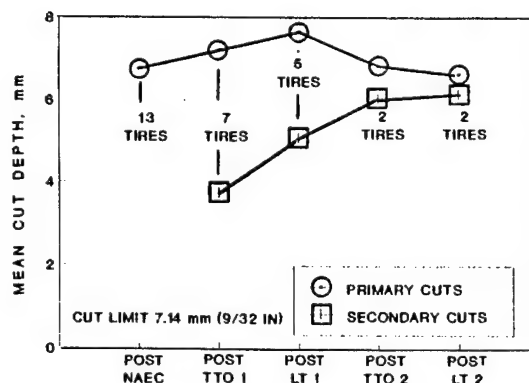 8
6
4
2
0
MEAN CUT DEPTH, mm
13
TIRES
7
TIRES
5
TIRES
2
TIRES
2
TIRES
PRIMARY CUTS
SECONDARY CUTS
CUT LIMIT 7.14 mm (9/32 IN)
POST
NAEC
POST
TTO 1
POST
LT 1
POST
TTO 2
POST
LT 2